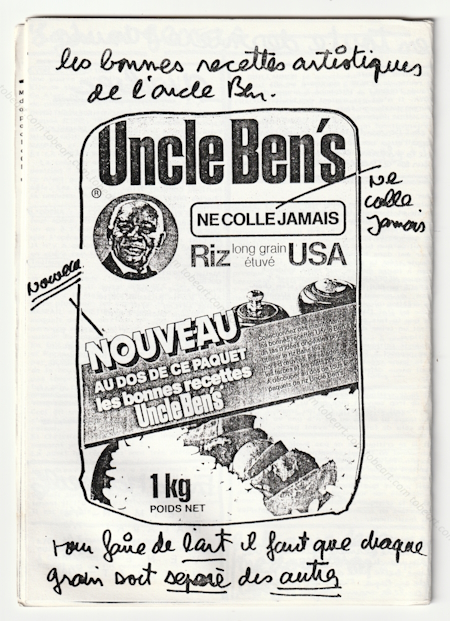 les bonnes recettes artistiques
de l'oncle Ben.
Uncle Ben's
®
NE COLLE JAMAIS
Ne
colle
jamais
Riz long grain étuvé USA
Nouveau
NOUVEAU
AU DOS DE CE PAQUET
les bonnes recettes
Uncle Ben's
1 kg
POIDS NET
pour faire de l'art il faut que chaque
grain soit séparé des autres